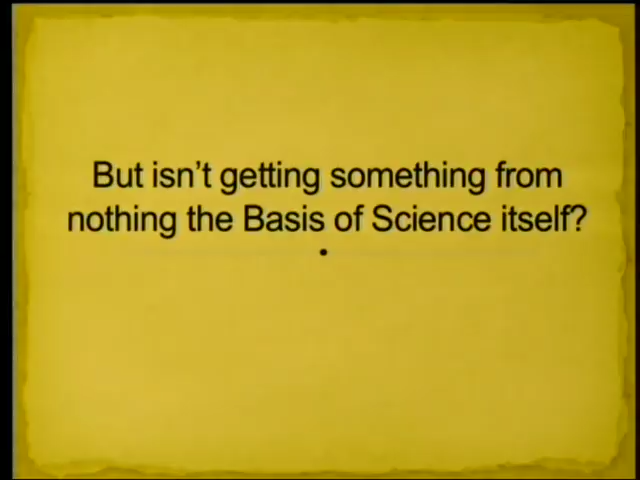 But isn't getting something from
nothing the Basis of Science itself?